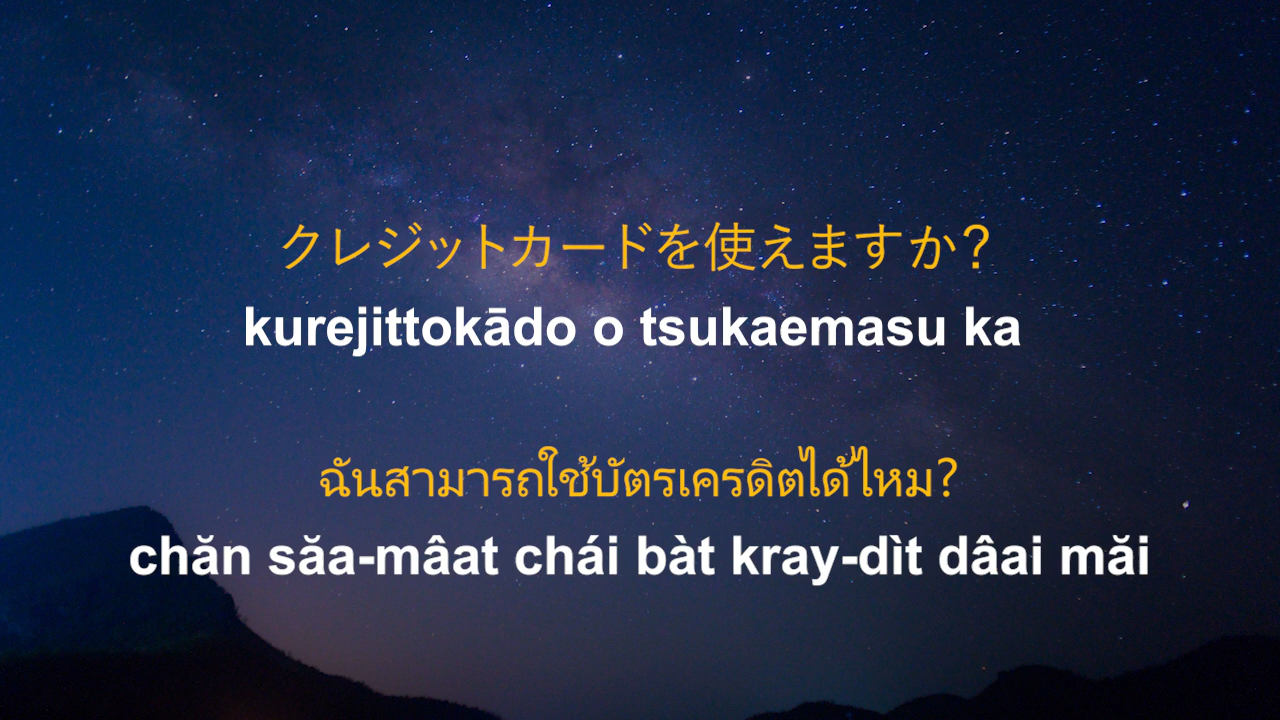 クレジットカードを使えますか?
kurejittokādo o tsukaemasu ka
ฉันสามารถใช้บัตรเครดิตได้ไหม?
chăn săa-mâat chái bàt kray-dìt dâai măi